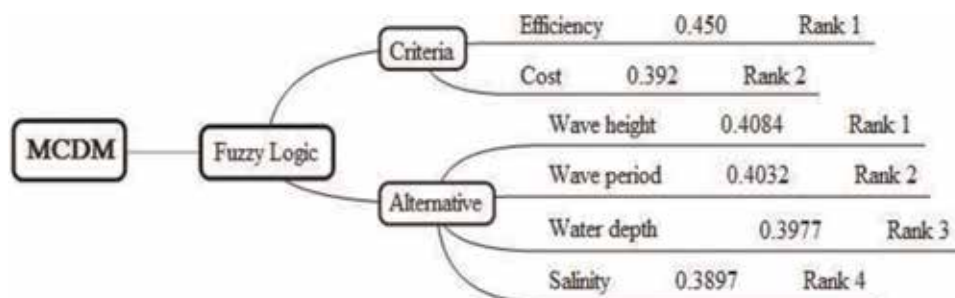 Efficiency 0.450 Rank 1
Criteria
Cost 0.392 Rank 2
MCDM
Fuzzy Logic
Wave height 0.4084 Rank 1
Wave period 0.4032 Rank 2
Alternative
Water depth 0.3977 Rank 3
Salinity 0.3897 Rank 4